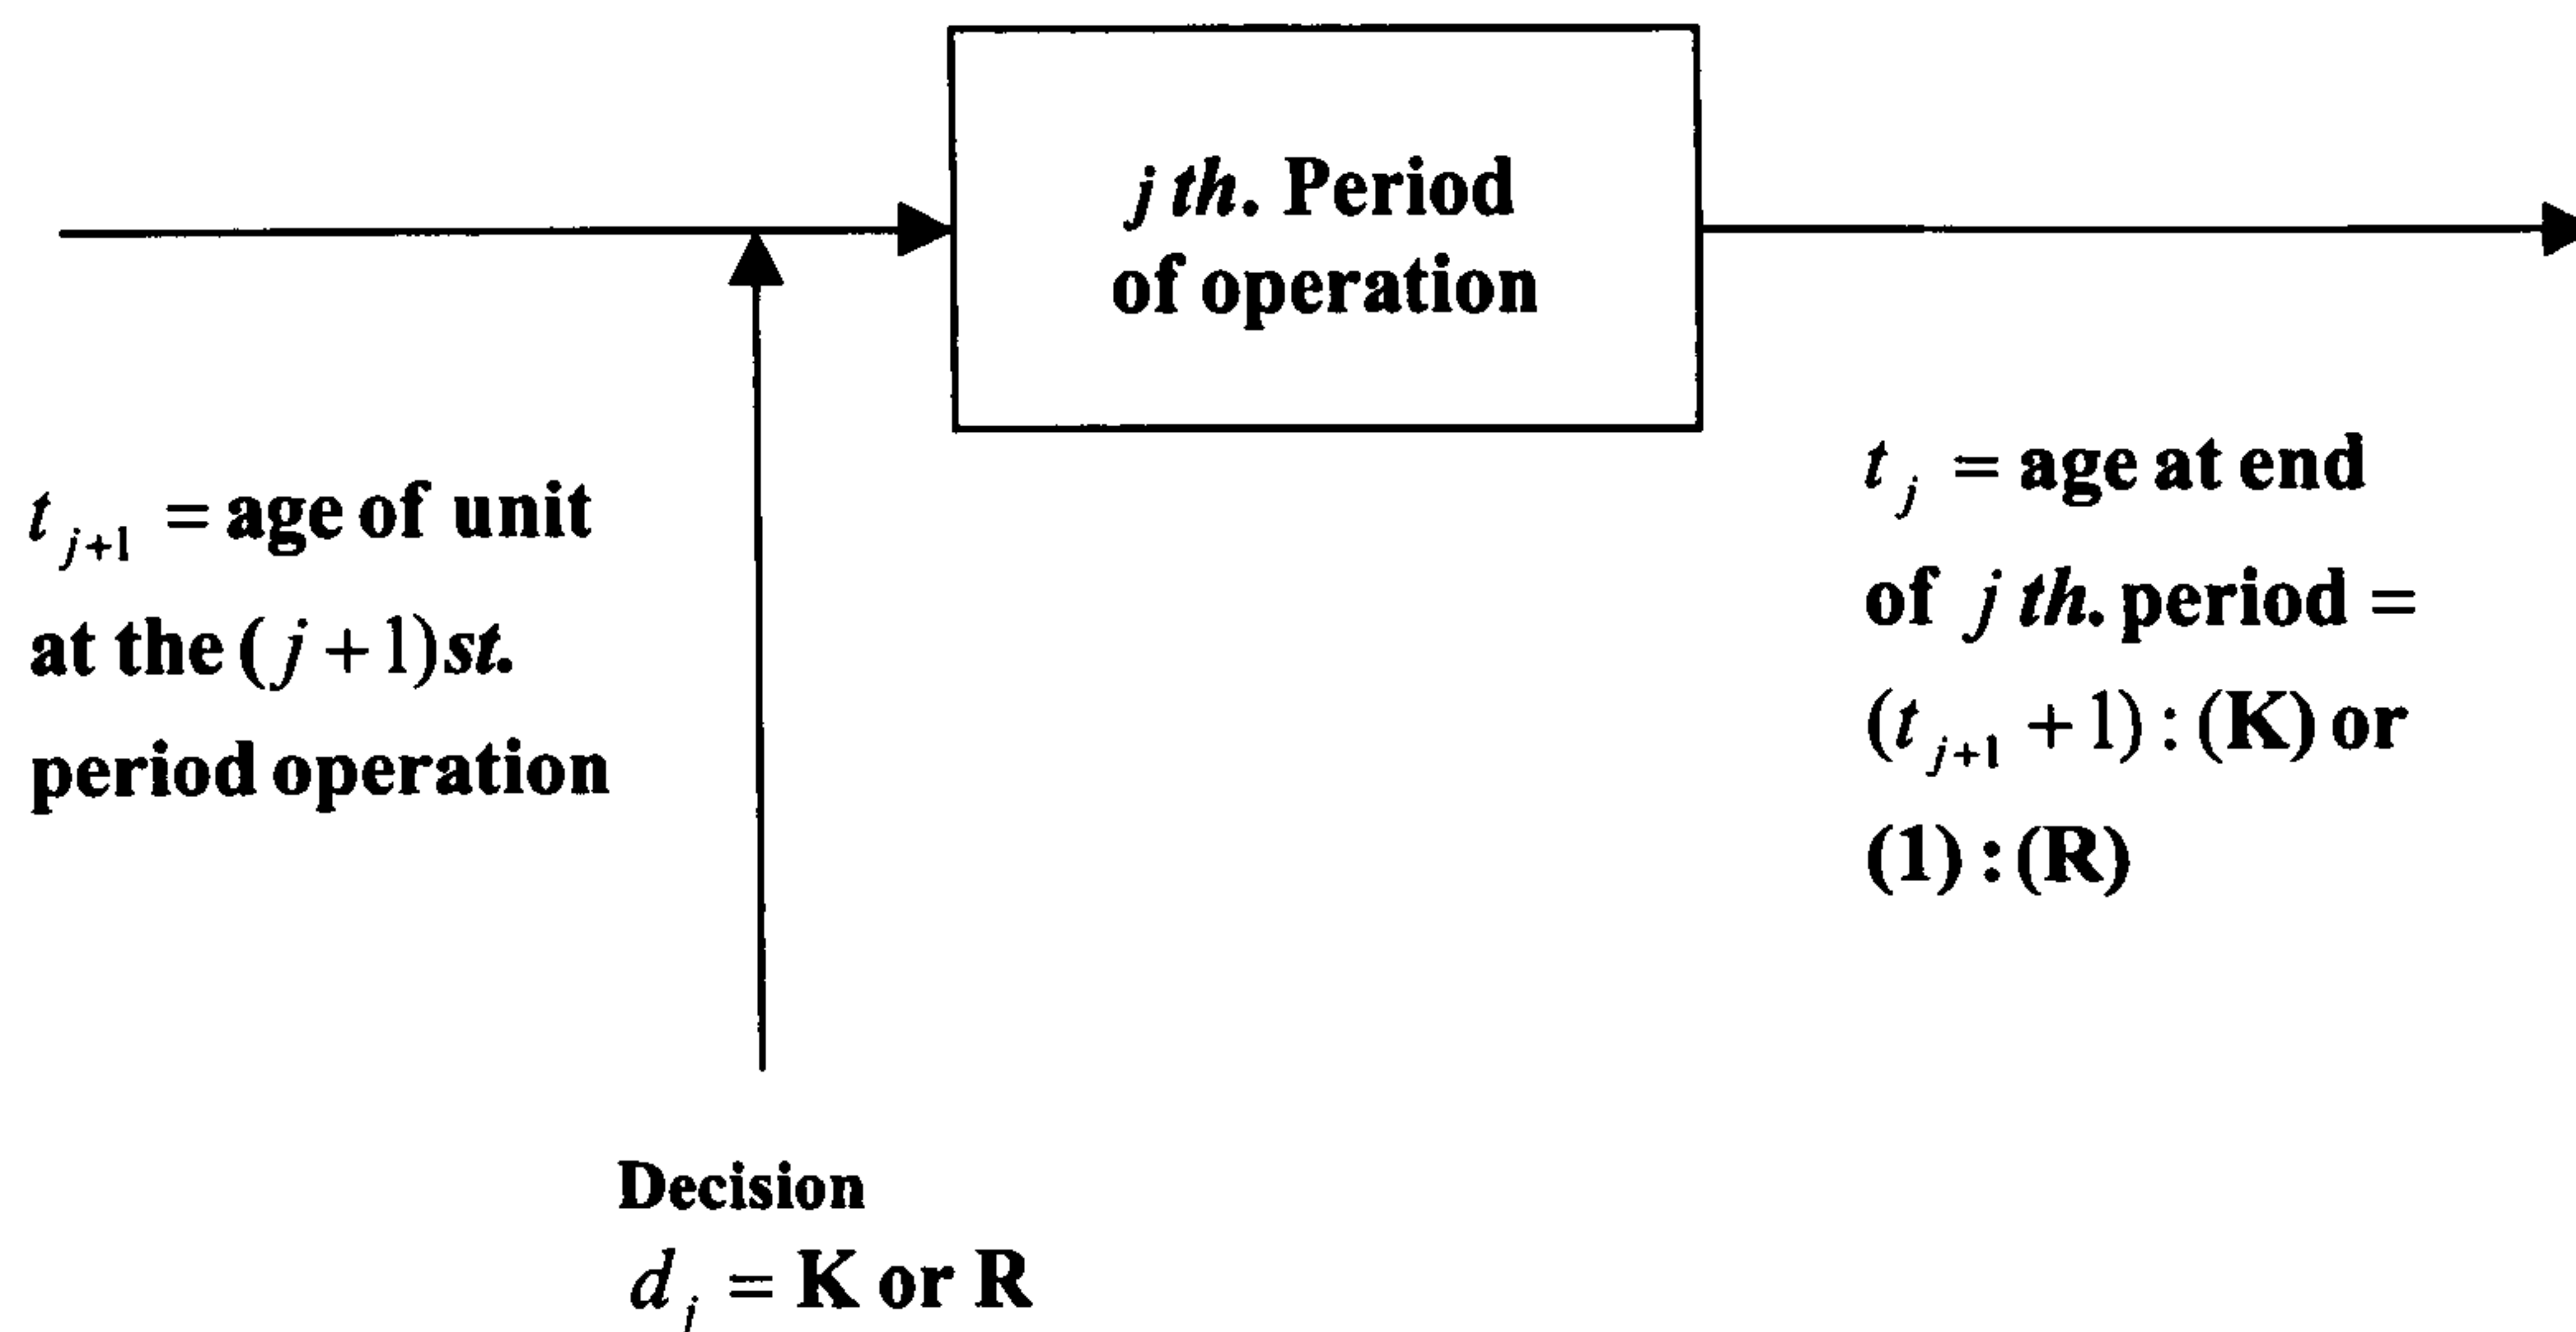 j th. Period
of operation
t_{j+1} = age of unit
at the (j + 1)st.
period operation
t_j = age at end
of j th. period =
(t_{j+1} + 1) : (K) or
(1) : (R)
Decision
d_j = K or R